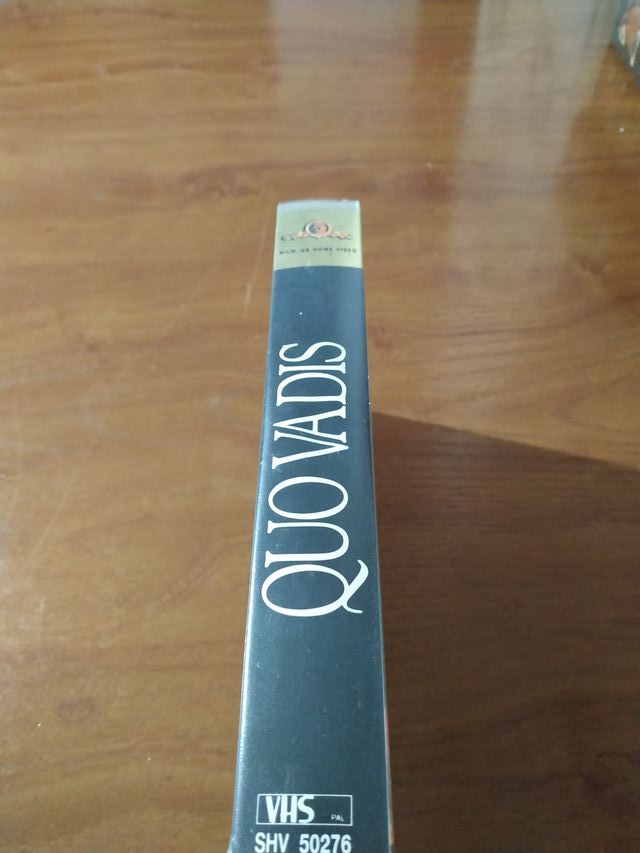 MGM/UA HOME VIDEO
QUO VADIS
VHS PAL
SHV 50276